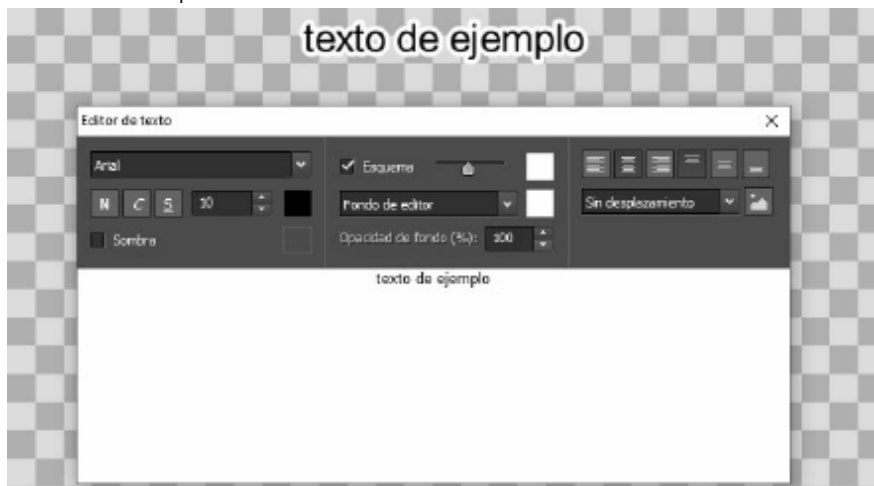 texto de ejemplo
Editor de texto
Arial
Esquema
N C S 10
Fondo de editor
Sin desplazamiento
Sombra
Opacidad de fondo (%): 100
texto de ejemplo